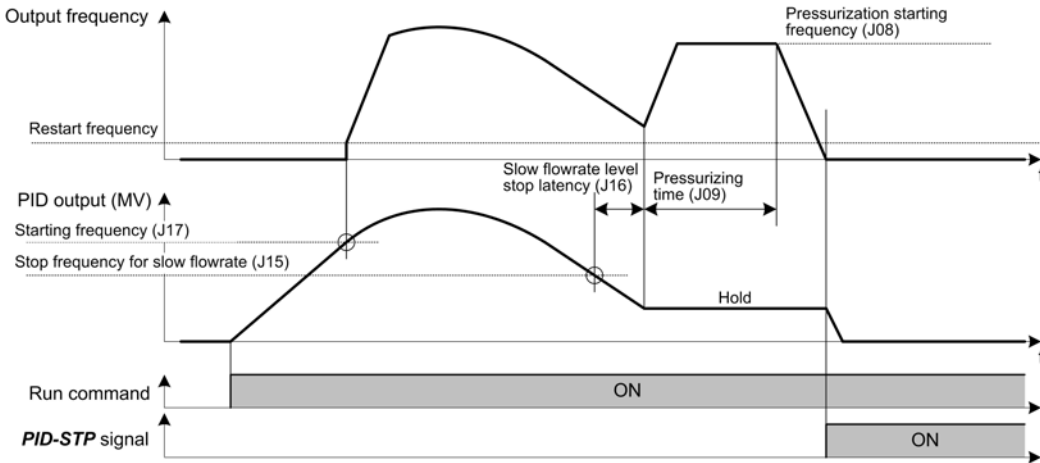 Output frequency
Pressurization starting
frequency (J08)
Restart frequency
t
Slow flowrate level
stop latency (J16)
Pressurizing
time (J09)
PID output (MV)
Starting frequency (J17)
Stop frequency for slow flowrate (J15)
Hold
t
Run command
ON
PID-STP signal
ON